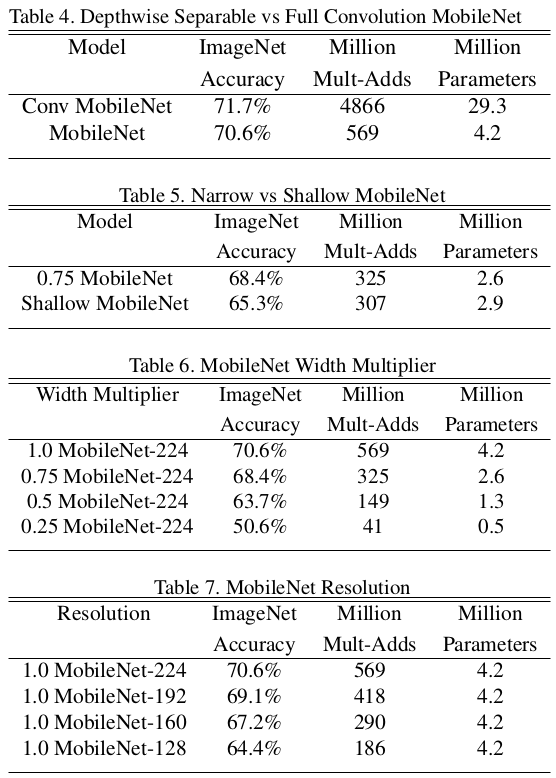 Table 4. Depthwise Separable vs Full Convolution MobileNet
Model ImageNet Million Million
Accuracy Mult-Adds Parameters
Conv MobileNet 71.7% 4866 29.3
MobileNet 70.6% 569 4.2
Table 5. Narrow vs Shallow MobileNet
Model ImageNet Million Million
Accuracy Mult-Adds Parameters
0.75 MobileNet 68.4% 325 2.6
Shallow MobileNet 65.3% 307 2.9
Table 6. MobileNet Width Multiplier
Width Multiplier ImageNet Million Million
Accuracy Mult-Adds Parameters
1.0 MobileNet-224 70.6% 569 4.2
0.75 MobileNet-224 68.4% 325 2.6
0.5 MobileNet-224 63.7% 149 1.3
0.25 MobileNet-224 50.6% 41 0.5
Table 7. MobileNet Resolution
Resolution ImageNet Million Million
Accuracy Mult-Adds Parameters
1.0 MobileNet-224 70.6% 569 4.2
1.0 MobileNet-192 69.1% 418 4.2
1.0 MobileNet-160 67.2% 290 4.2
1.0 MobileNet-128 64.4% 186 4.2